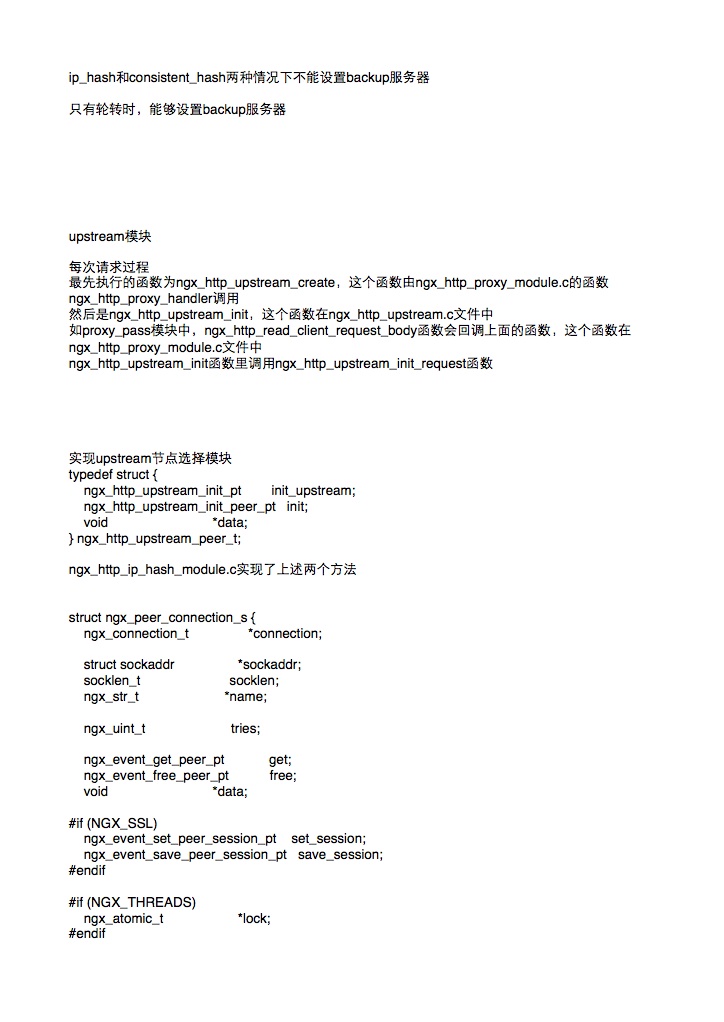 ip_hash和consistent_hash两种情况下不能设置backup服务器
只有轮转时，能够设置backup服务器
upstream模块
每次请求过程
最先执行的函数为ngx_http_upstream_create，这个函数由ngx_http_proxy_module.c的函数
ngx_http_proxy_handler调用
然后是ngx_http_upstream_init，这个函数在ngx_http_upstream.c文件中
如proxy_pass模块中，ngx_http_read_client_request_body函数会回调上面的函数，这个函数在
ngx_http_proxy_module.c文件中
ngx_http_upstream_init函数里调用ngx_http_upstream_init_request函数
实现upstream节点选择模块
typedef struct {
    ngx_http_upstream_init_pt        init_upstream;
    ngx_http_upstream_init_peer_pt   init;
    void                            *data;
} ngx_http_upstream_peer_t;
ngx_http_ip_hash_module.c实现了上述两个方法
struct ngx_peer_connection_s {
    ngx_connection_t                *connection;
    struct sockaddr                 *sockaddr;
    socklen_t                        socklen;
    ngx_str_t                       *name;
    ngx_uint_t                       tries;
    ngx_event_get_peer_pt            get;
    ngx_event_free_peer_pt           free;
    void                            *data;
#if (NGX_SSL)
    ngx_event_set_peer_session_pt    set_session;
    ngx_event_save_peer_session_pt   save_session;
#endif
#if (NGX_THREADS)
    ngx_atomic_t                    *lock;
#endif